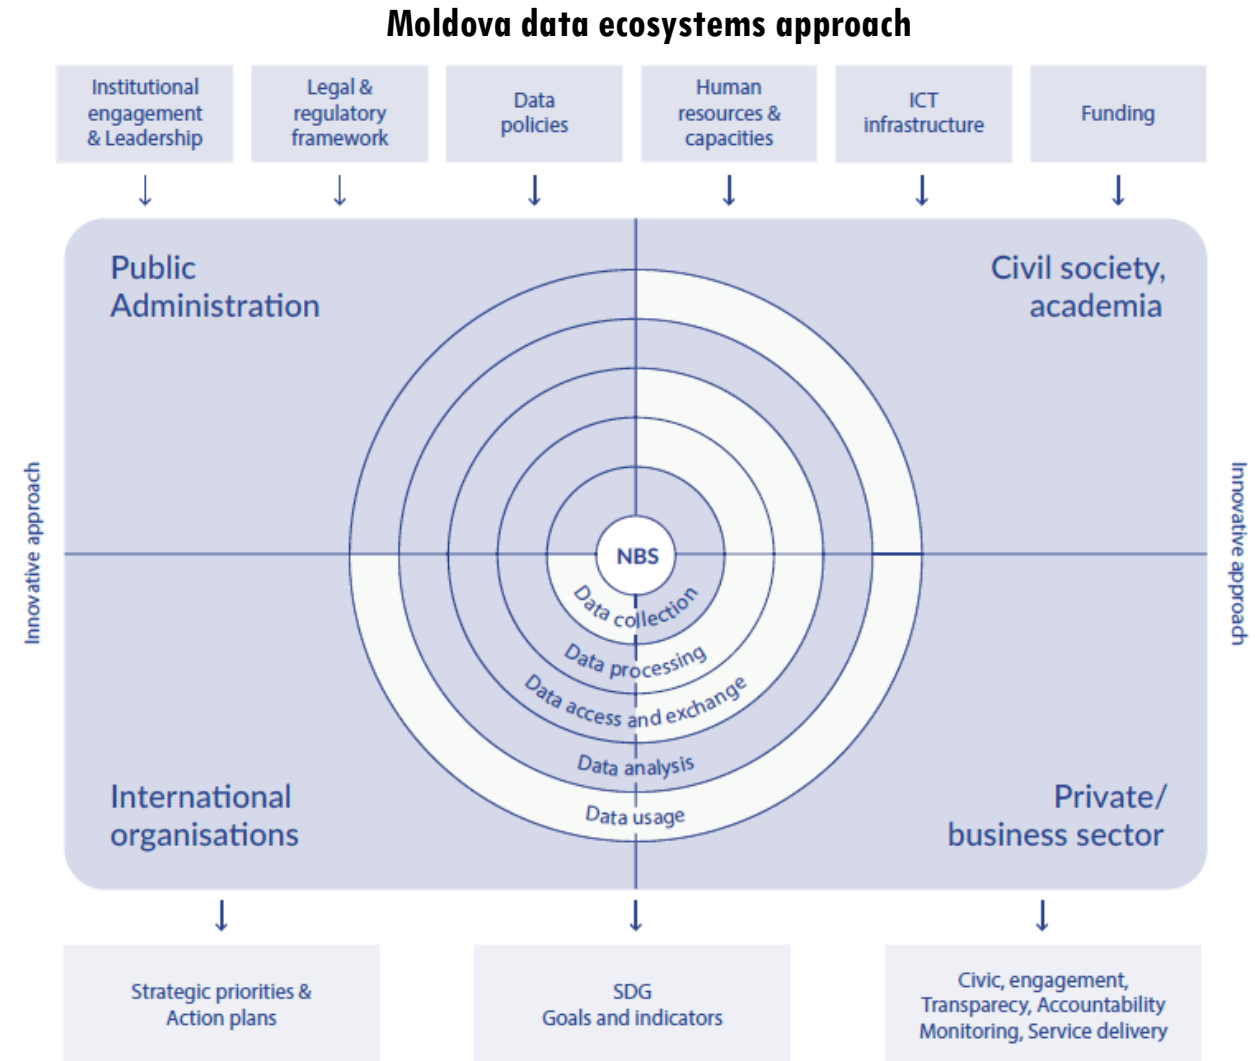 Moldova data ecosystems approach
Institutional
engagement
& Leadership
Legal &
regulatory
framework
Data
policies
Human
resources &
capacities
ICT
infrastructure
Funding
Public
Administration
Civil society,
academia
Innovative approach
Innovative approach
NBS
Data collection
Data processing
Data access and exchange
Data analysis
Data usage
International
organisations
Private/
business sector
Strategic priorities &
Action plans
SDG
Goals and indicators
Civic, engagement,
Transparecy, Accountability
Monitoring, Service delivery